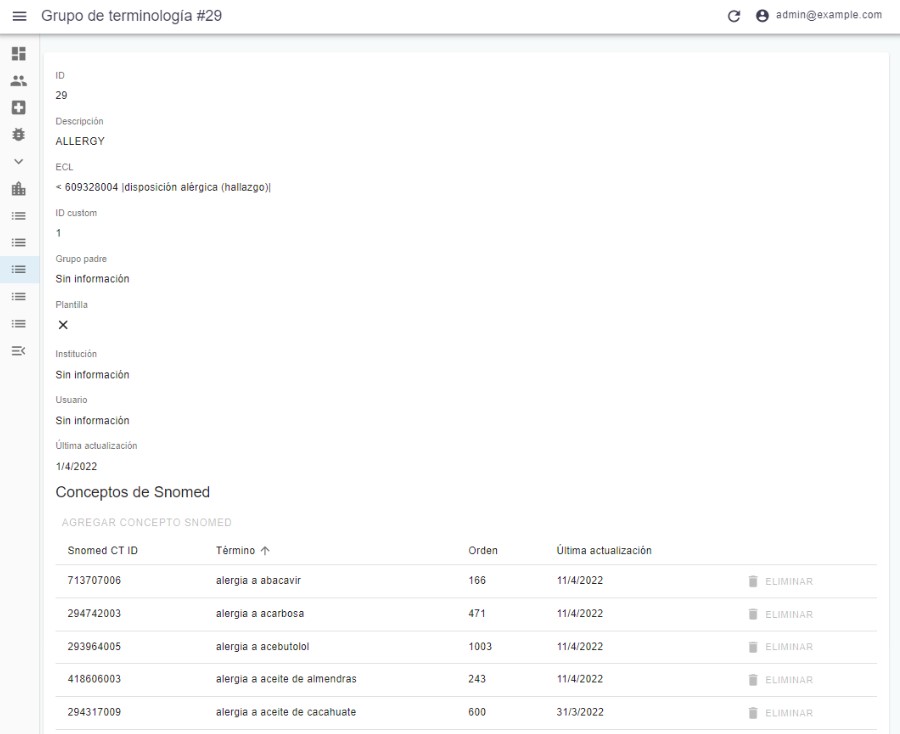 Grupo de terminología #29
admin@example.com
ID
29
Descripción
ALLERGY
ECL
< 609328004 |disposición alérgica (hallazgo)|
ID custom
1
Grupo padre
Sin información
Plantilla
Institución
Sin información
Usuario
Sin información
Última actualización
1/4/2022
Conceptos de Snomed
AGREGAR CONCEPTO SNOMED
Snomed CT ID Término Orden Última actualización
713707006 alergia a abacavir 166 11/4/2022 ELIMINAR
294742003 alergia a acarbosa 471 11/4/2022 ELIMINAR
293964005 alergia a acebutolol 1003 11/4/2022 ELIMINAR
418606003 alergia a aceite de almendras 243 11/4/2022 ELIMINAR
294317009 alergia a aceite de cacahuate 600 31/3/2022 ELIMINAR